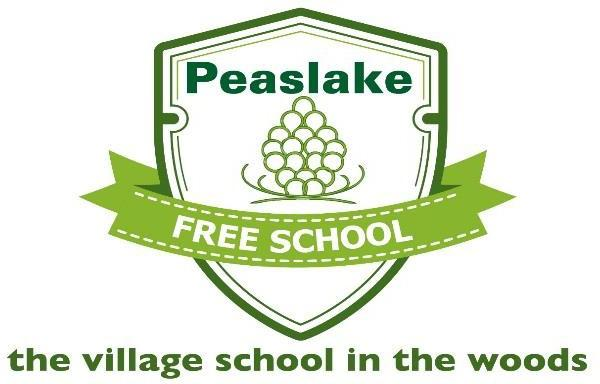 Peaslake
FREE SCHOOL
the village school in the woods